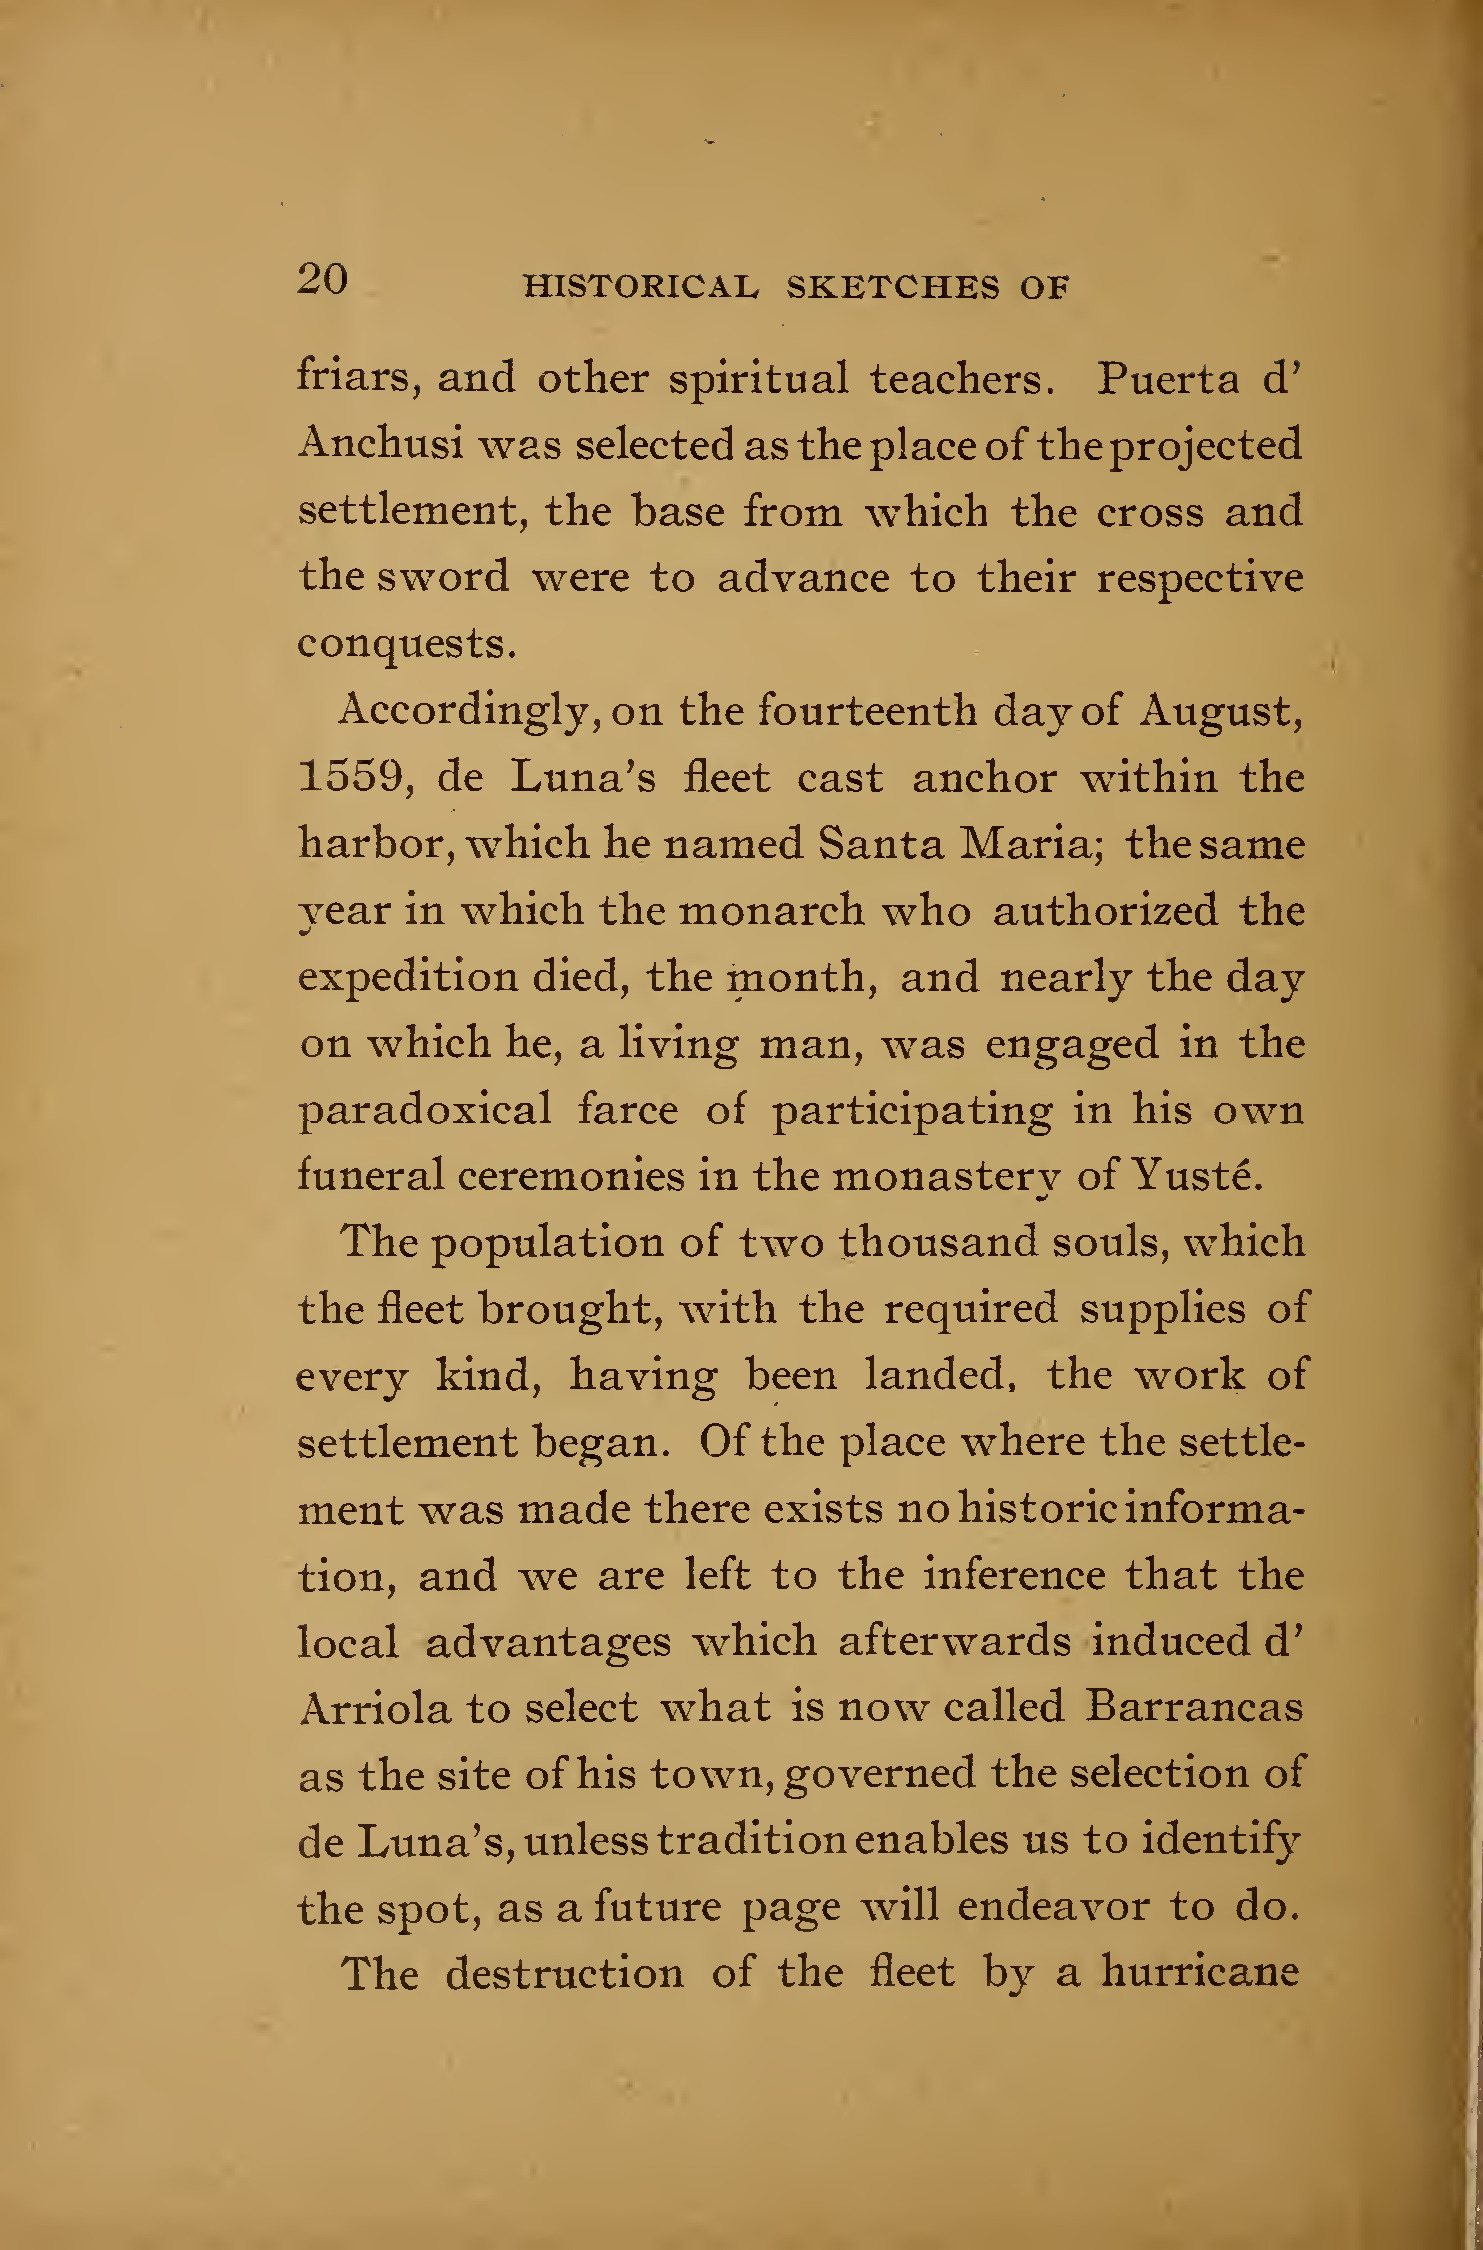 20 HISTORICAL SKETCHES OF
friars, and other spiritual teachers. Puerta d’
Anchusi was selected as the place of the projected
settlement, the base from which the cross and
the sword were to advance to their respective
conquests.
Accordingly, on the fourteenth day of August,
1559, de Luna’s fleet cast anchor within the
harbor, which he named Santa Maria; the same
year in which the monarch who authorized the
expedition died, the month, and nearly the day
on which he, a living man, was engaged in the
paradoxical farce of participating in his own
funeral ceremonies in the monastery of Yusté.
The population of two thousand souls, which
the fleet brought, with the required supplies of
every kind, having been landed, the work of
settlement began. Of the place where the settle-
ment was made there exists no historic informa-
tion, and we are left to the inference that the
local advantages which afterwards induced d’
Arriola to select what is now called Barrancas
as the site of his town, governed the selection of
de Luna’s, unless tradition enables us to identify
the spot, as a future page will endeavor to do.
The destruction of the fleet by a hurricane